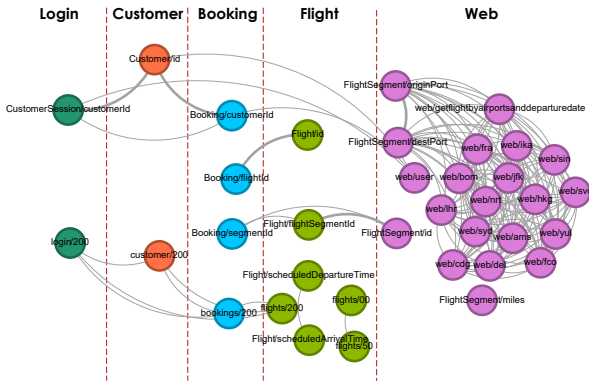 Login Customer Booking Flight Web
Customer/id
FlightSegment/originPort
CustomerSession/customerId
Booking/customerId
web/getflightbyairportsanddeparturedate
Flight/id
FlightSegment/destPort
web/fra
web/ika
web/sin
Booking/flightId
web/user
web/bom
web/jfk
web/svo
web/nrt
web/hkg
web/lhr
Booking/segmentId
Flight/flightSegmentId
FlightSegment/id
web/syd
web/ams
web/yul
login/200
customer/200
web/cdg
web/del
web/fco
Flight/scheduledDepartureTime
bookings/200
flights/200
flights/00
FlightSegment/miles
Flight/scheduledArrivalTime
flights/50